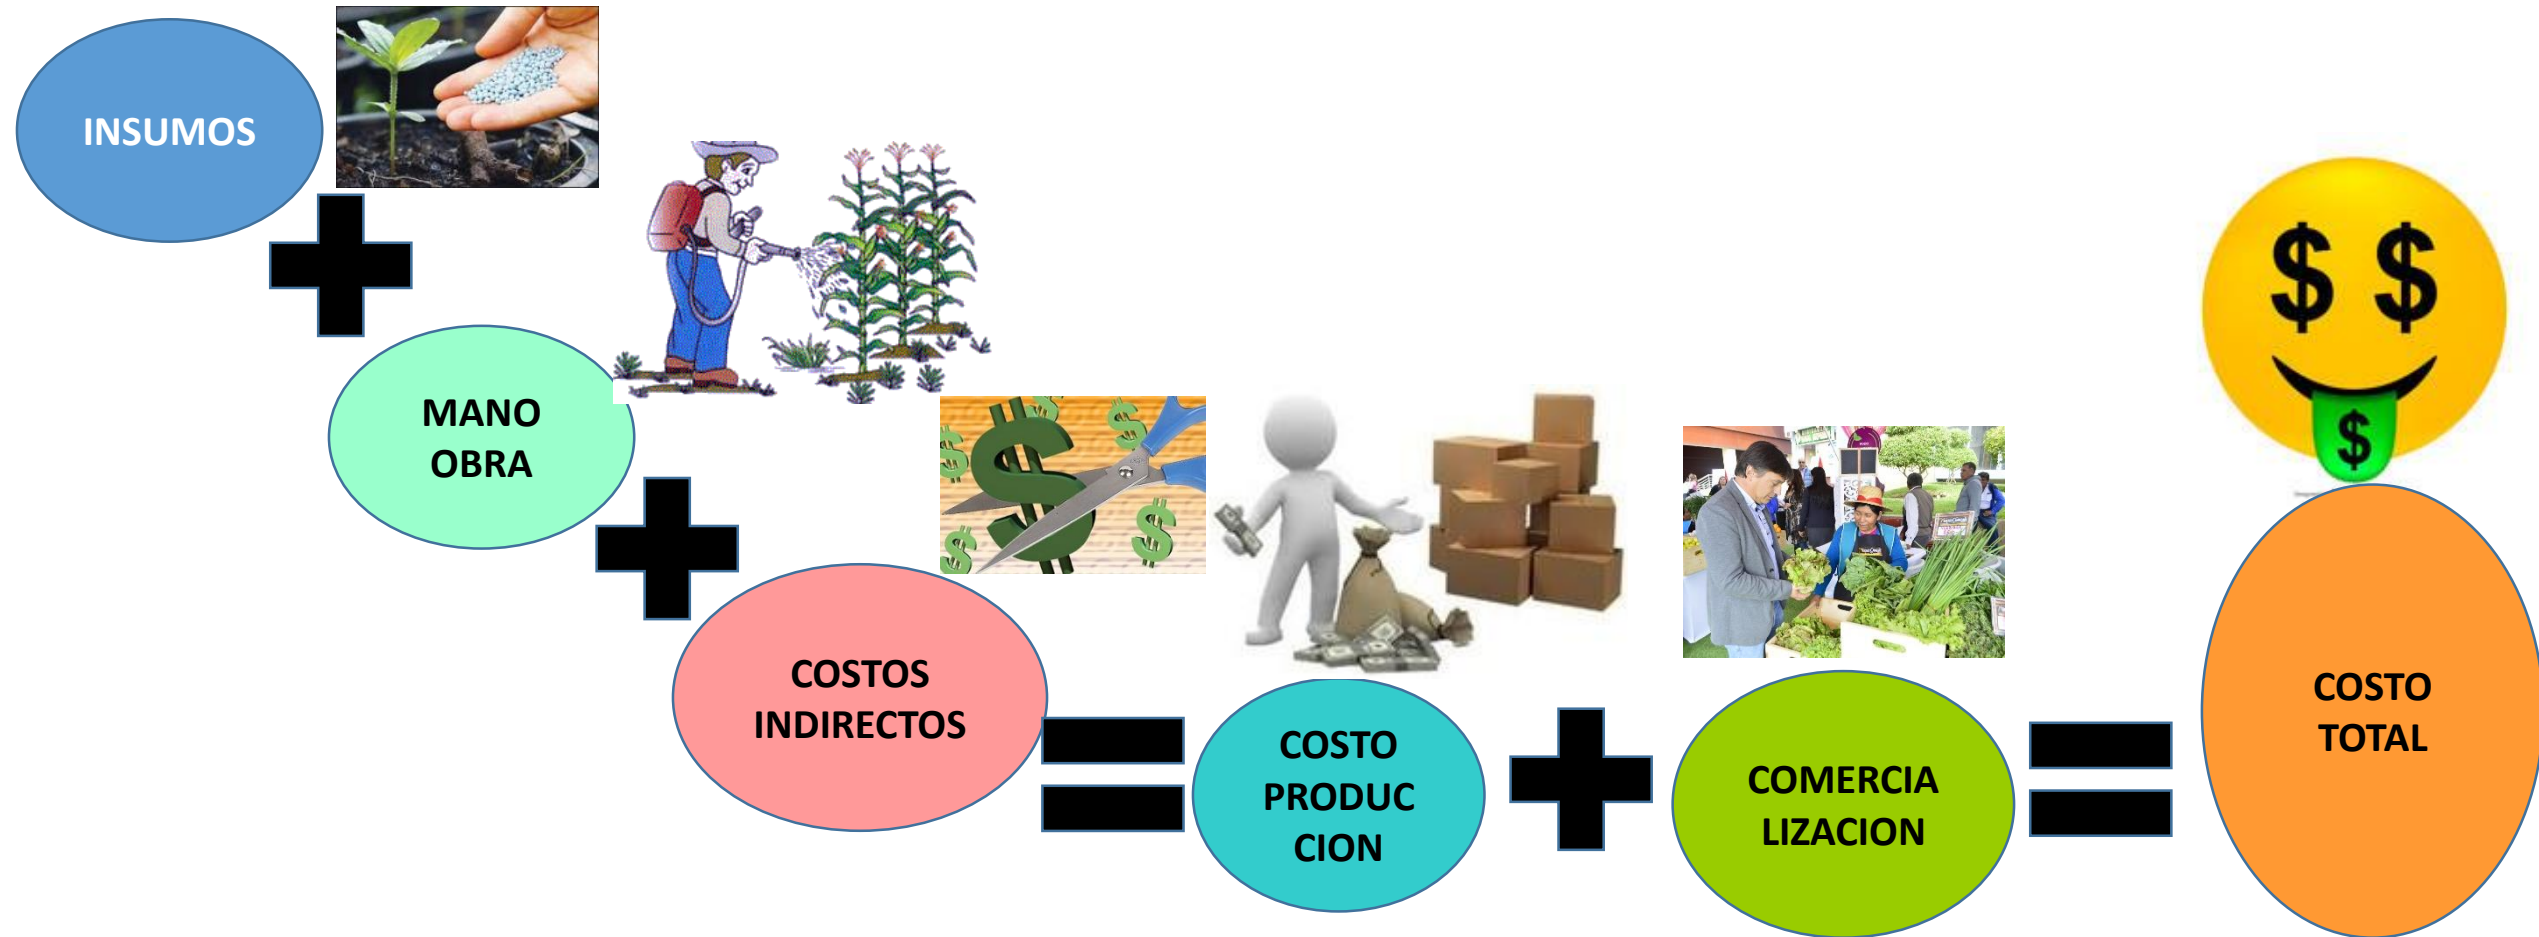 INSUMOS
MANO
OBRA
COSTOS
INDIRECTOS
COSTO
PRODUC
CION
COMERCIA
LIZACION
COSTO
TOTAL
$ $
$